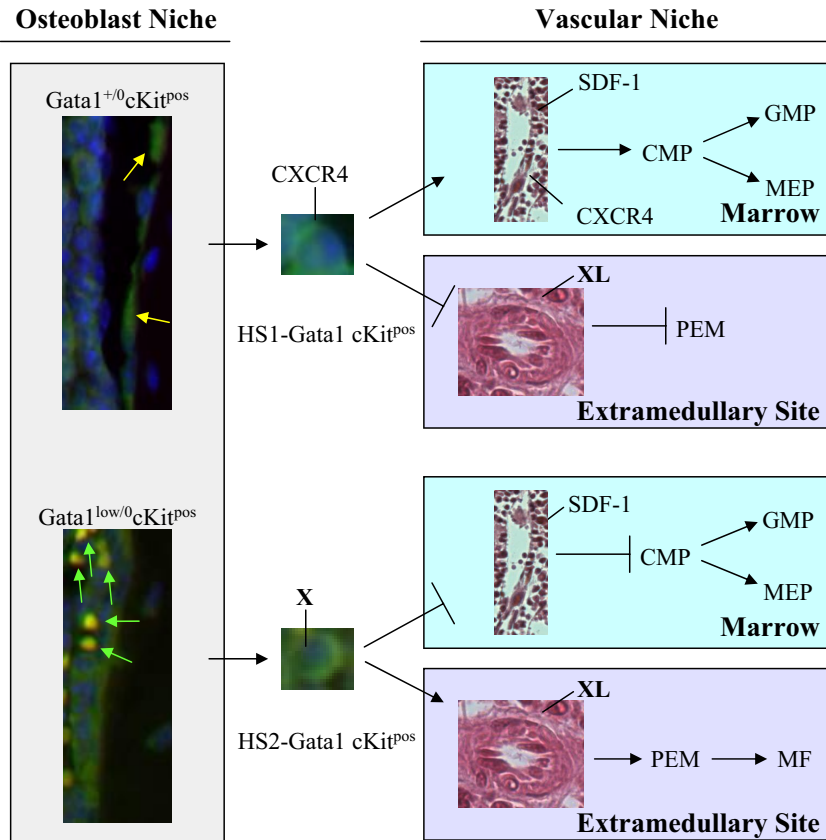 Osteoblast Niche
Vascular Niche
Gata1+/0cKitpos
CXCR4
SDF-1
CMP
GMP
MEP
CXCR4
Marrow
HS1-Gata1 cKitpos
XL
PEM
Extramedullary Site
Gata1low/0cKitpos
X
SDF-1
CMP
GMP
MEP
Marrow
HS2-Gata1 cKitpos
XL
PEM
MF
Extramedullary Site